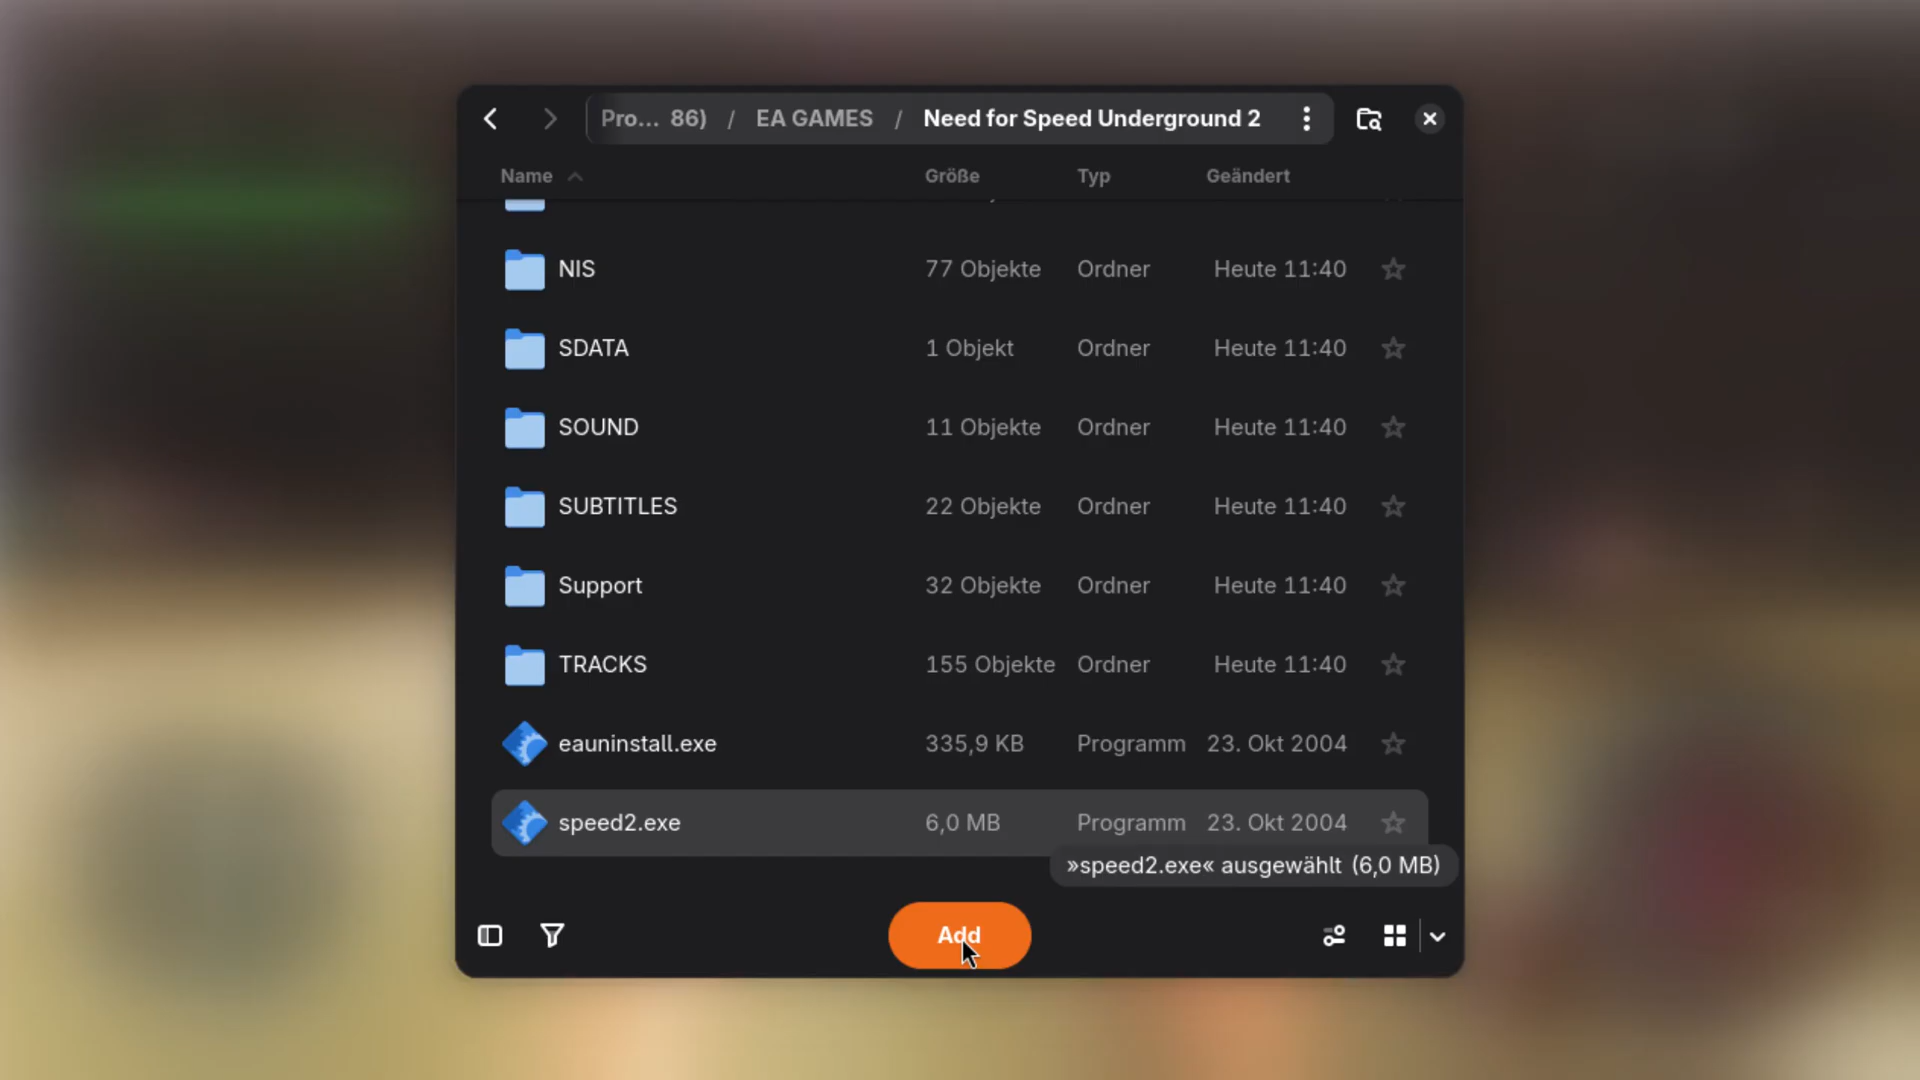 Pro... 86) / EA GAMES / Need for Speed Underground 2
Name Größe Typ Geändert
NIS 77 Objekte Ordner Heute 11:40
SDATA 1 Objekt Ordner Heute 11:40
SOUND 11 Objekte Ordner Heute 11:40
SUBTITLES 22 Objekte Ordner Heute 11:40
Support 32 Objekte Ordner Heute 11:40
TRACKS 155 Objekte Ordner Heute 11:40
eauninstall.exe 335,9 KB Programm 23. Okt 2004
speed2.exe 6,0 MB Programm 23. Okt 2004
»speed2.exe« ausgewählt (6,0 MB)
Add